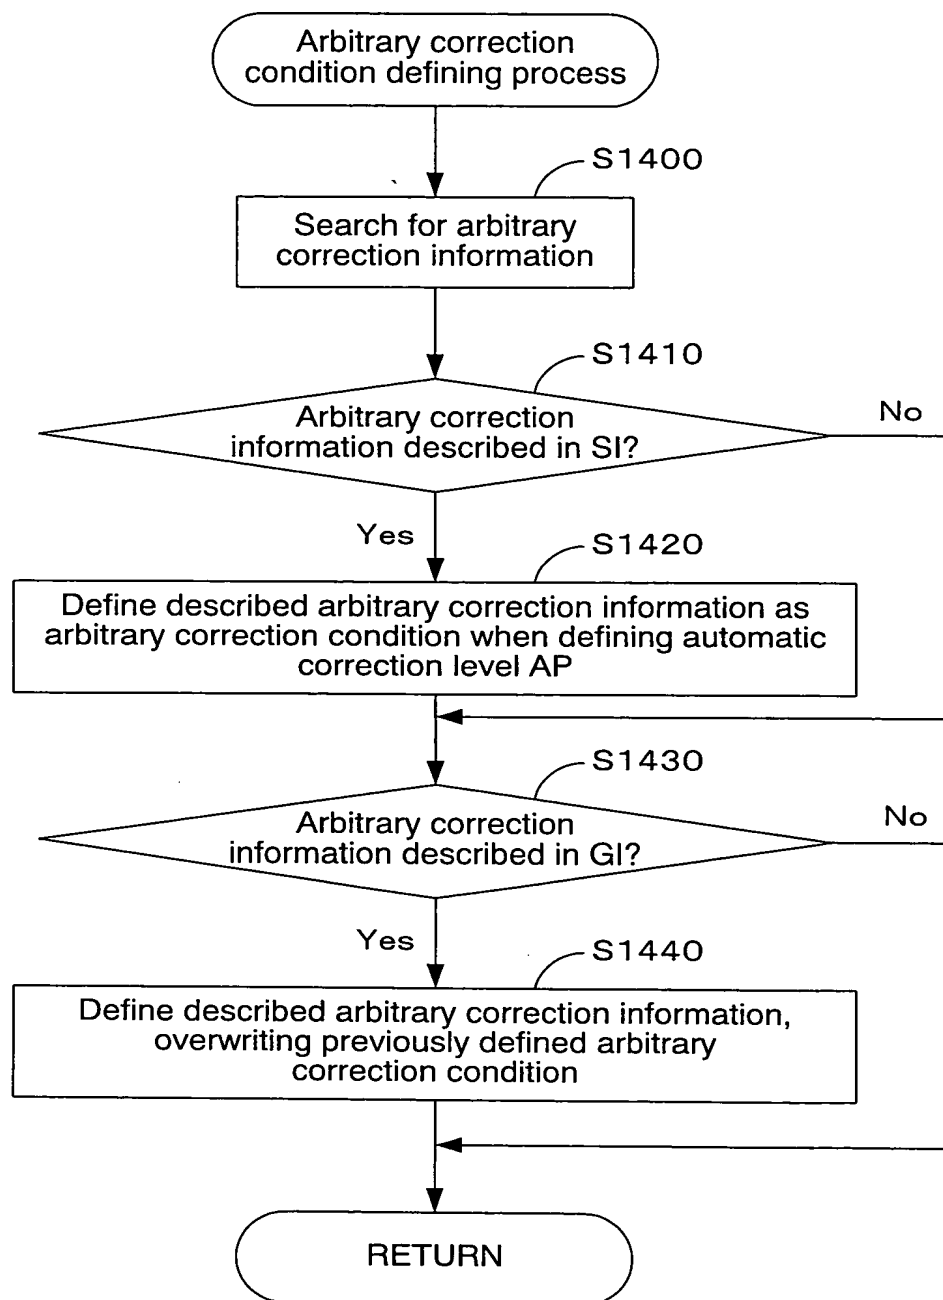 Arbitrary correction
condition defining process
S1400
Search for arbitrary
correction information
S1410
Arbitrary correction
information described in SI?
No
Yes
S1420
Define described arbitrary correction information as
arbitrary correction condition when defining automatic
correction level AP
S1430
Arbitrary correction
information described in GI?
No
Yes
S1440
Define described arbitrary correction information,
overwriting previously defined arbitrary
correction condition
RETURN